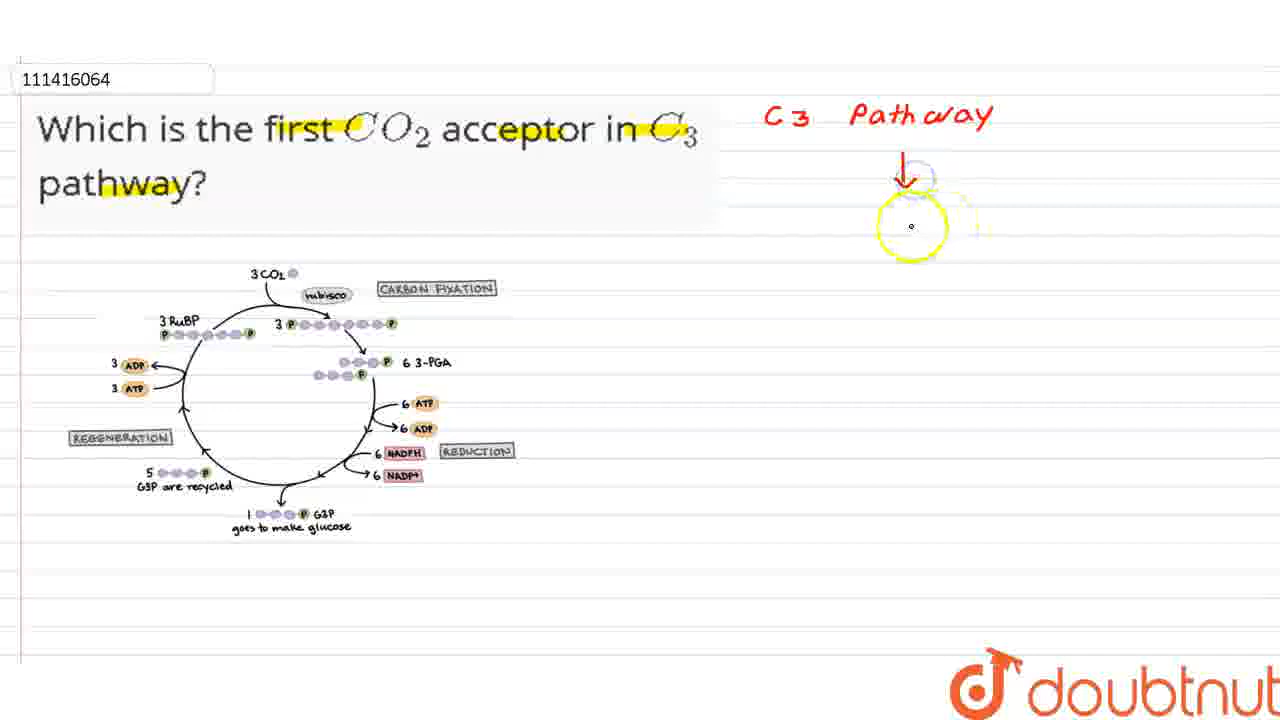 111416064
Which is the first CO2 acceptor in C3
pathway?
C3 Pathway
3 CO2
rubisco
CARBON FIXATION
3 RuBP
P
P
3 P
P
3 ADP
P 6 3-PGA
P
3 ATP
6 ATP
6 ADP
REGENERATION
6 NADPH
REDUCTION
5
P
6 NADP+
G3P are recycled
1
P G3P
goes to make glucose
doubtnut